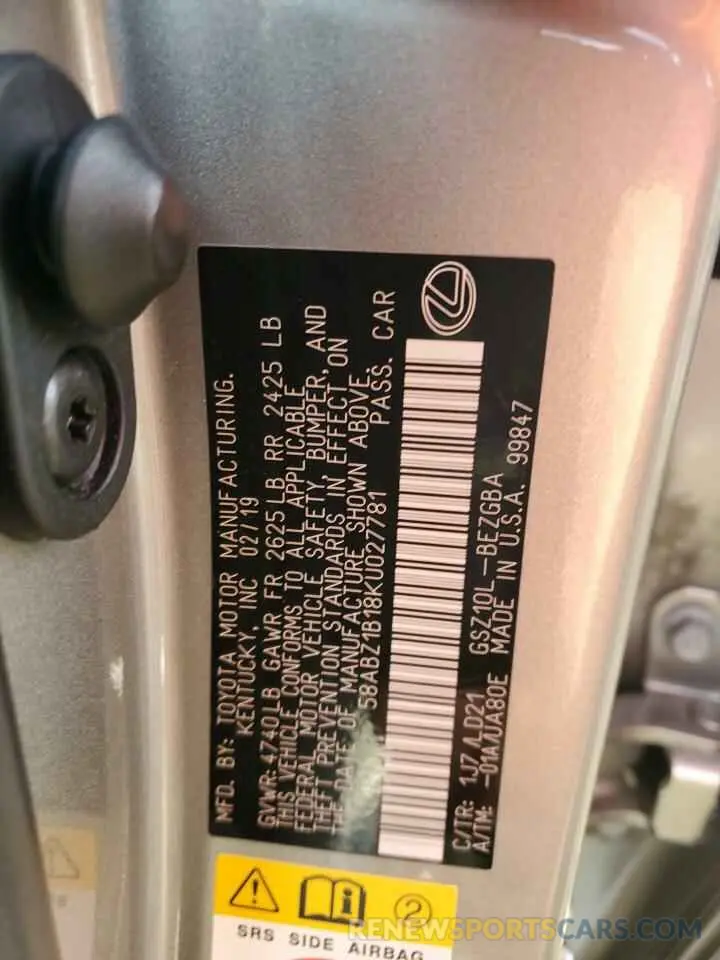 MFD. BY: TOYOTA MOTOR MANUFACTURING.
KENTUCKY, INC 02/19
GVWR: 4740LB GAWR FR 2625LB RR 2425 LB
THIS VEHICLE CONFORMS TO ALL APPLICABLE
FEDERAL MOTOR VEHICLE SAFETY, BUMPER, AND
THEFT PREVENTION STANDARDS IN EFFECT ON
THE DATE OF MANUFACTURE SHOWN ABOVE.
58ABZ1B18KU027781 PASS. CAR
C/TR: 1J7/LD21 GSZ10L-BEZGBA
A/TM: -01A/UA80E MADE IN U.S.A. 99847
SRS SIDE AIRBAG
RENEWSPORTSCARS.COM